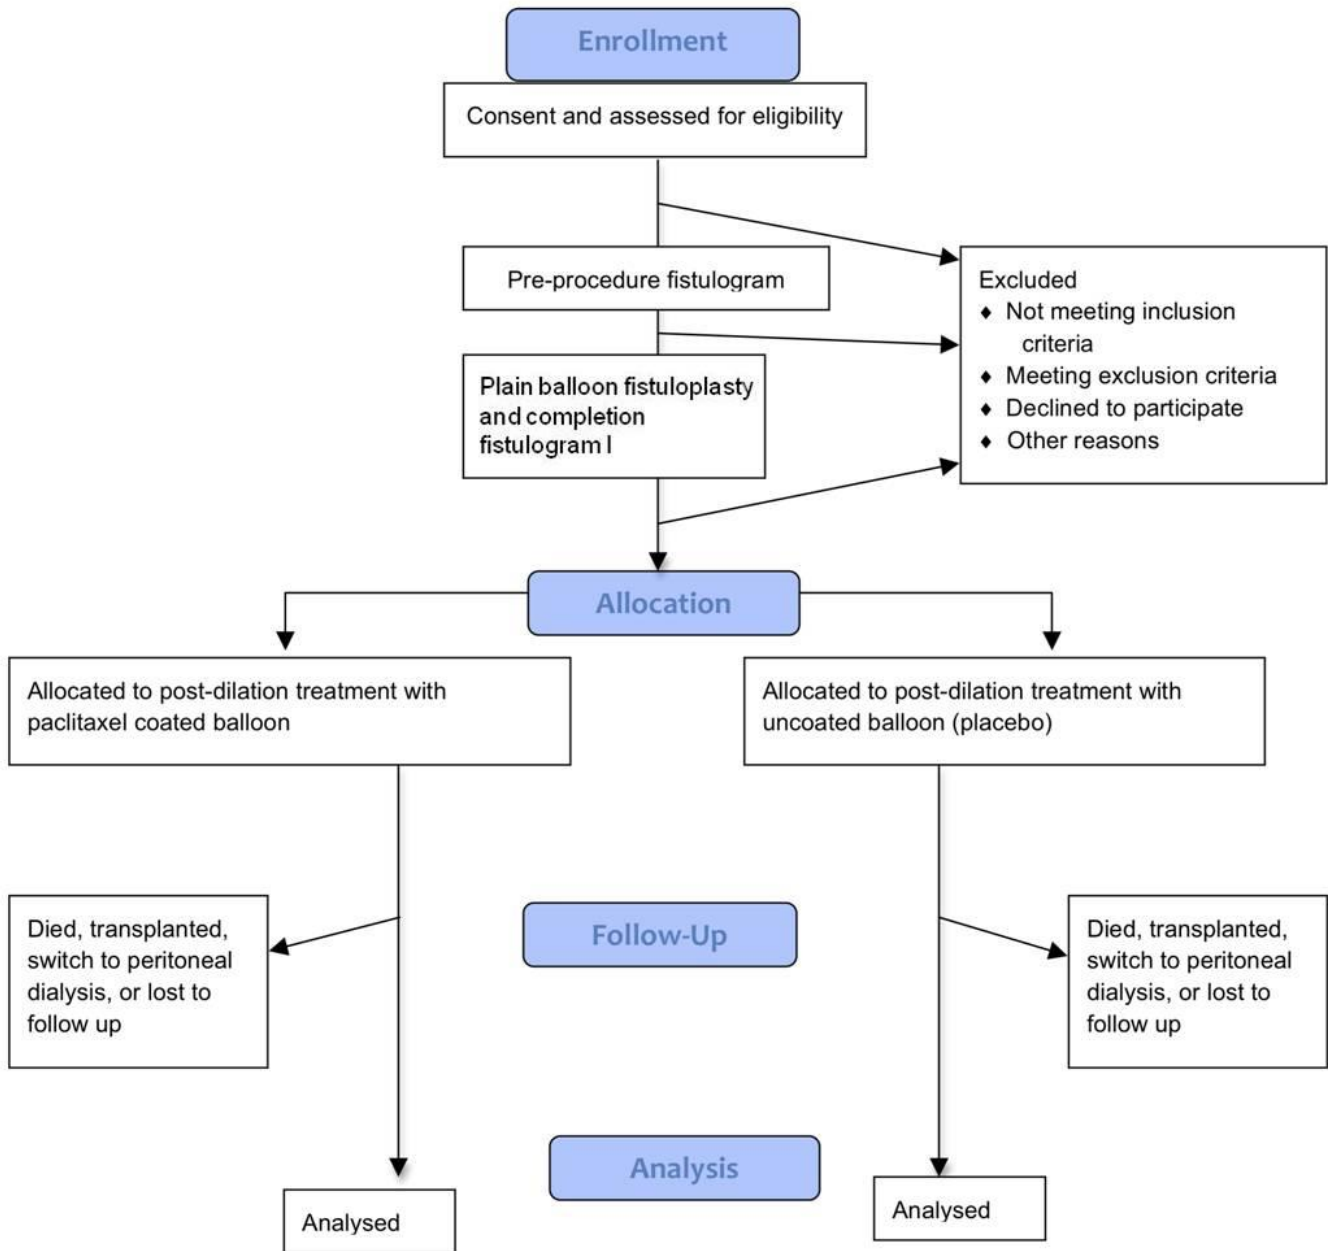 Enrollment
Consent and assessed for eligibility
Pre-procedure fistulogram
Excluded
♦ Not meeting inclusion
criteria
♦ Meeting exclusion criteria
♦ Declined to participate
♦ Other reasons
Plain balloon fistuloplasty
and completion
fistulogram I
Allocation
Allocated to post-dilation treatment with
paclitaxel coated balloon
Allocated to post-dilation treatment with
uncoated balloon (placebo)
Follow-Up
Died, transplanted,
switch to peritoneal
dialysis, or lost to
follow up
Died, transplanted,
switch to peritoneal
dialysis, or lost to
follow up
Analysis
Analysed
Analysed